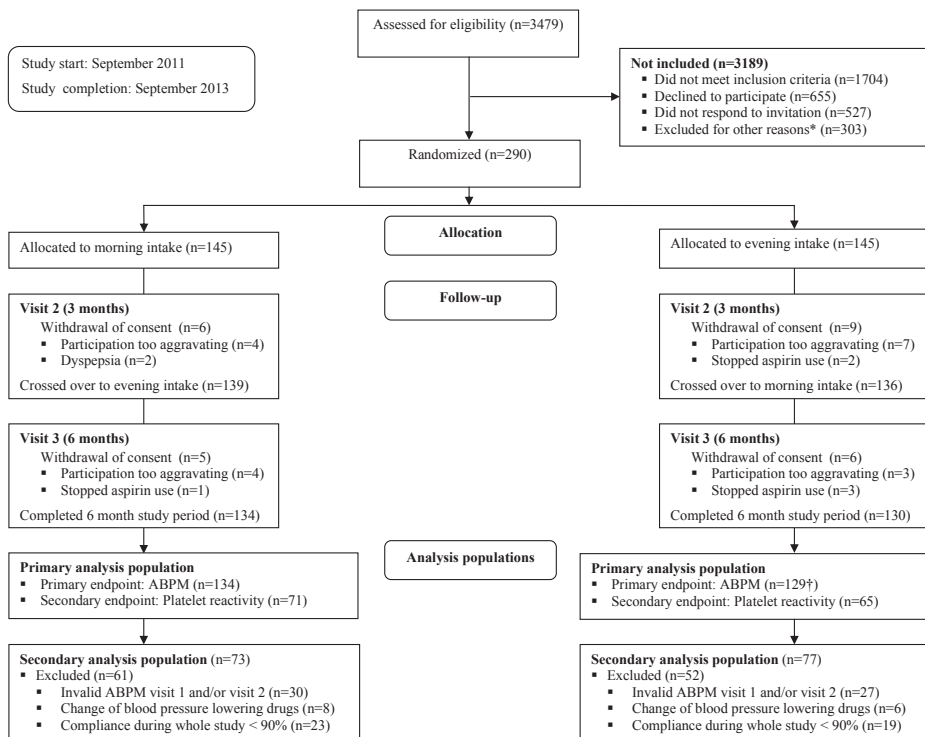 Assessed for eligibility (n=3479)
Study start: September 2011
Study completion: September 2013
Not included (n=3189)
▪ Did not meet inclusion criteria (n=1704)
▪ Declined to participate (n=655)
▪ Did not respond to invitation (n=527)
▪ Excluded for other reasons* (n=303)
Randomized (n=290)
Allocation
Allocated to morning intake (n=145)
Allocated to evening intake (n=145)
Follow-up
Visit 2 (3 months)
Withdrawal of consent (n=6)
▪ Participation too aggravating (n=4)
▪ Dyspepsia (n=2)
Crossed over to evening intake (n=139)
Visit 2 (3 months)
Withdrawal of consent (n=9)
▪ Participation too aggravating (n=7)
▪ Stopped aspirin use (n=2)
Crossed over to morning intake (n=136)
Visit 3 (6 months)
Withdrawal of consent (n=5)
▪ Participation too aggravating (n=4)
▪ Stopped aspirin use (n=1)
Completed 6 month study period (n=134)
Visit 3 (6 months)
Withdrawal of consent (n=6)
▪ Participation too aggravating (n=3)
▪ Stopped aspirin use (n=3)
Completed 6 month study period (n=130)
Analysis populations
Primary analysis population
▪ Primary endpoint: ABPM (n=134)
▪ Secondary endpoint: Platelet reactivity (n=71)
Primary analysis population
▪ Primary endpoint: ABPM (n=129†)
▪ Secondary endpoint: Platelet reactivity (n=65)
Secondary analysis population (n=73)
▪ Excluded (n=61)
▪ Invalid ABPM visit 1 and/or visit 2 (n=30)
▪ Change of blood pressure lowering drugs (n=8)
▪ Compliance during whole study < 90% (n=23)
Secondary analysis population (n=77)
▪ Excluded (n=52)
▪ Invalid ABPM visit 1 and/or visit 2 (n=27)
▪ Change of blood pressure lowering drugs (n=6)
▪ Compliance during whole study < 90% (n=19)